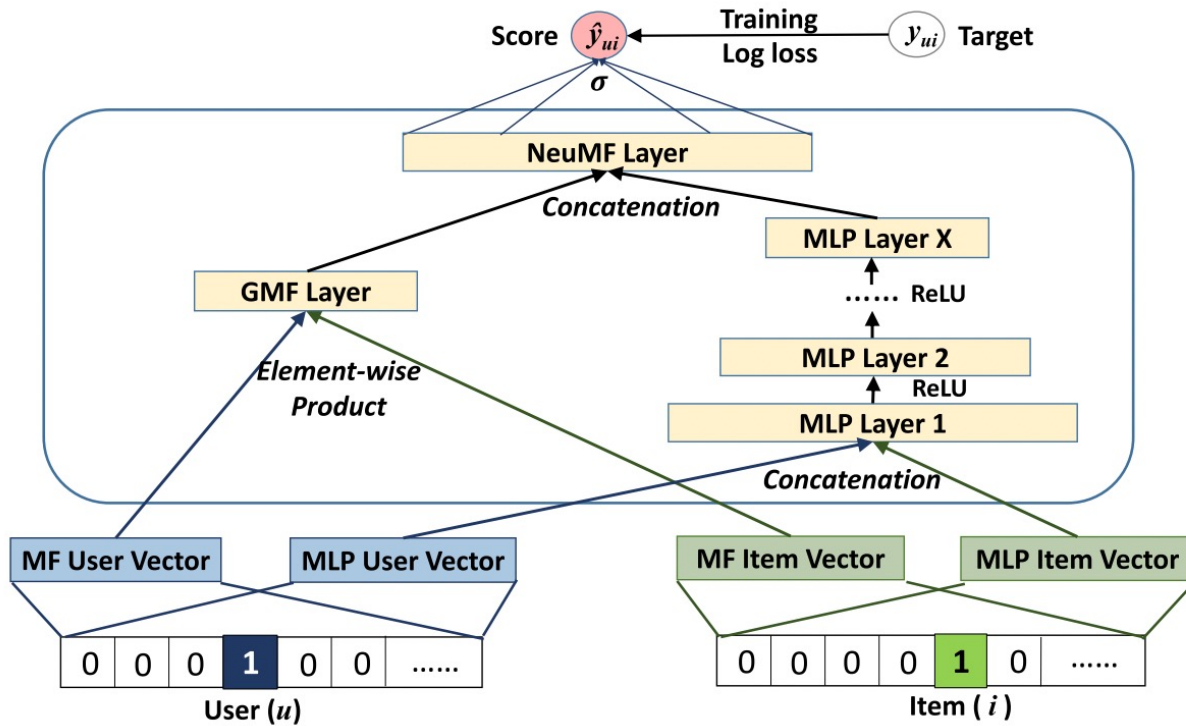 Score ŷui Training yui Target
Log loss
σ
NeuMF Layer
Concatenation
MLP Layer X
GMF Layer
...... ReLU
Element-wise
Product
MLP Layer 2
ReLU
MLP Layer 1
Concatenation
MF User Vector MLP User Vector MF Item Vector MLP Item Vector
0 0 0 1 0 0 ...... 0 0 0 0 1 0 ......
User (u) Item ( i )